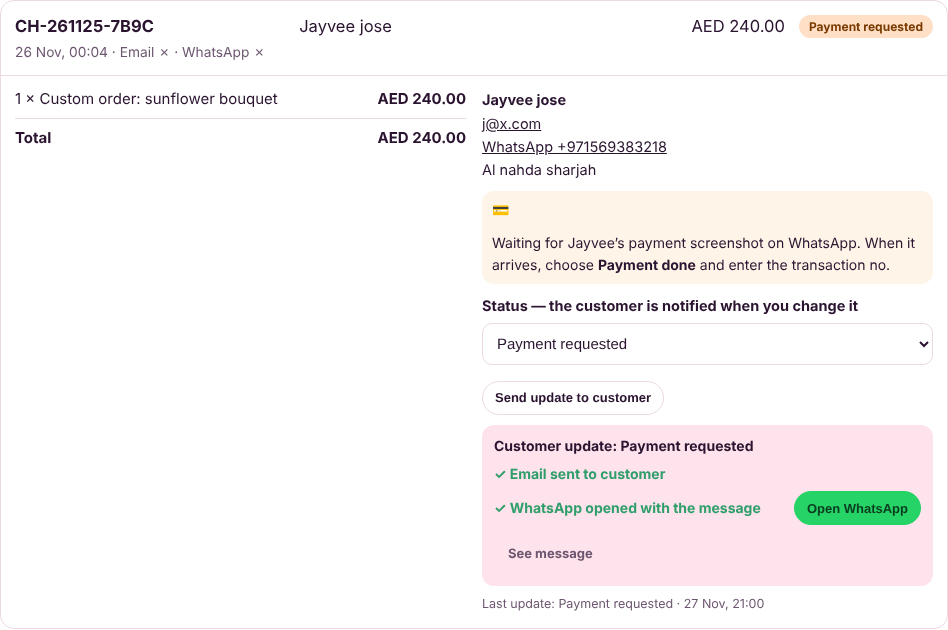 CH-261125-7B9C Jayvee jose AED 240.00 Payment requested
26 Nov, 00:04 · Email × · WhatsApp ×
1 × Custom order: sunflower bouquet AED 240.00
Total AED 240.00
Jayvee jose
j@x.com
WhatsApp +971569383218
Al nahda sharjah
💳
Waiting for Jayvee’s payment screenshot on WhatsApp. When it
arrives, choose Payment done and enter the transaction no.
Status — the customer is notified when you change it
Payment requested
Send update to customer
Customer update: Payment requested
✓ Email sent to customer
✓ WhatsApp opened with the message Open WhatsApp
See message
Last update: Payment requested · 27 Nov, 21:00